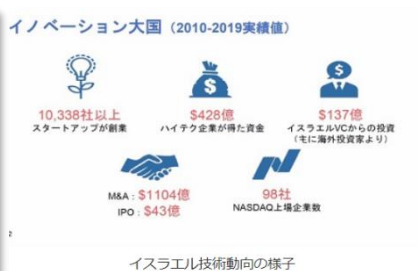 イノベーション大国(2010-2019実績値)
10,338社以上
スタートアップが創業
$428億
ハイテク企業が得た資金
$137億
イスラエルVCからの投資
(モに海外投資家より)
M&A:$1104億
IPO:$43億
98社
NASDAQ上場企業数
イスラエル技術動向の様子